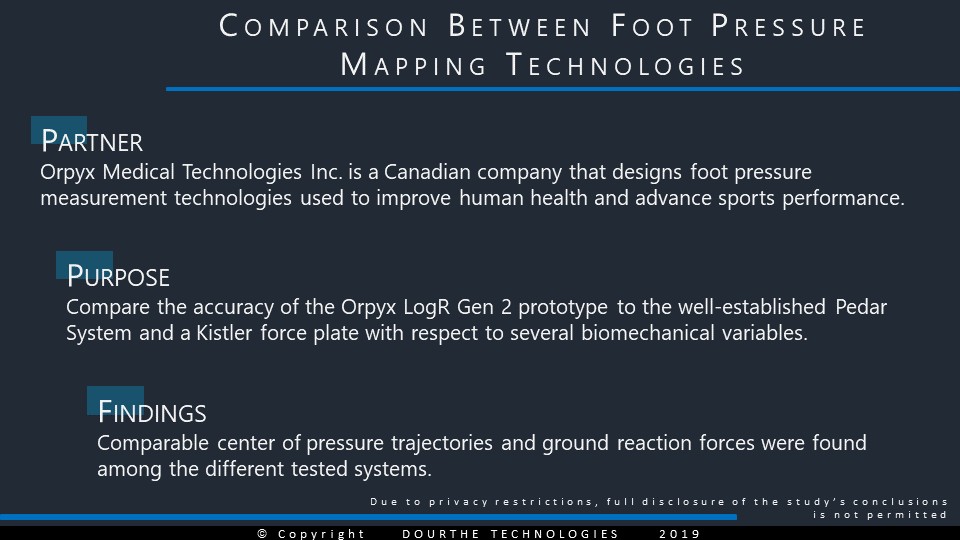 Comparison Between Foot Pressure
Mapping Technologies
Partner
Orpyx Medical Technologies Inc. is a Canadian company that designs foot pressure
measurement technologies used to improve human health and advance sports performance.
Purpose
Compare the accuracy of the Orpyx LogR Gen 2 prototype to the well-established Pedar
System and a Kistler force plate with respect to several biomechanical variables.
Findings
Comparable center of pressure trajectories and ground reaction forces were found
among the different tested systems.
Due to privacy restrictions, full disclosure of the study's conclusions
is not permitted
© Copyright DOURTHE TECHNOLOGIES 2019